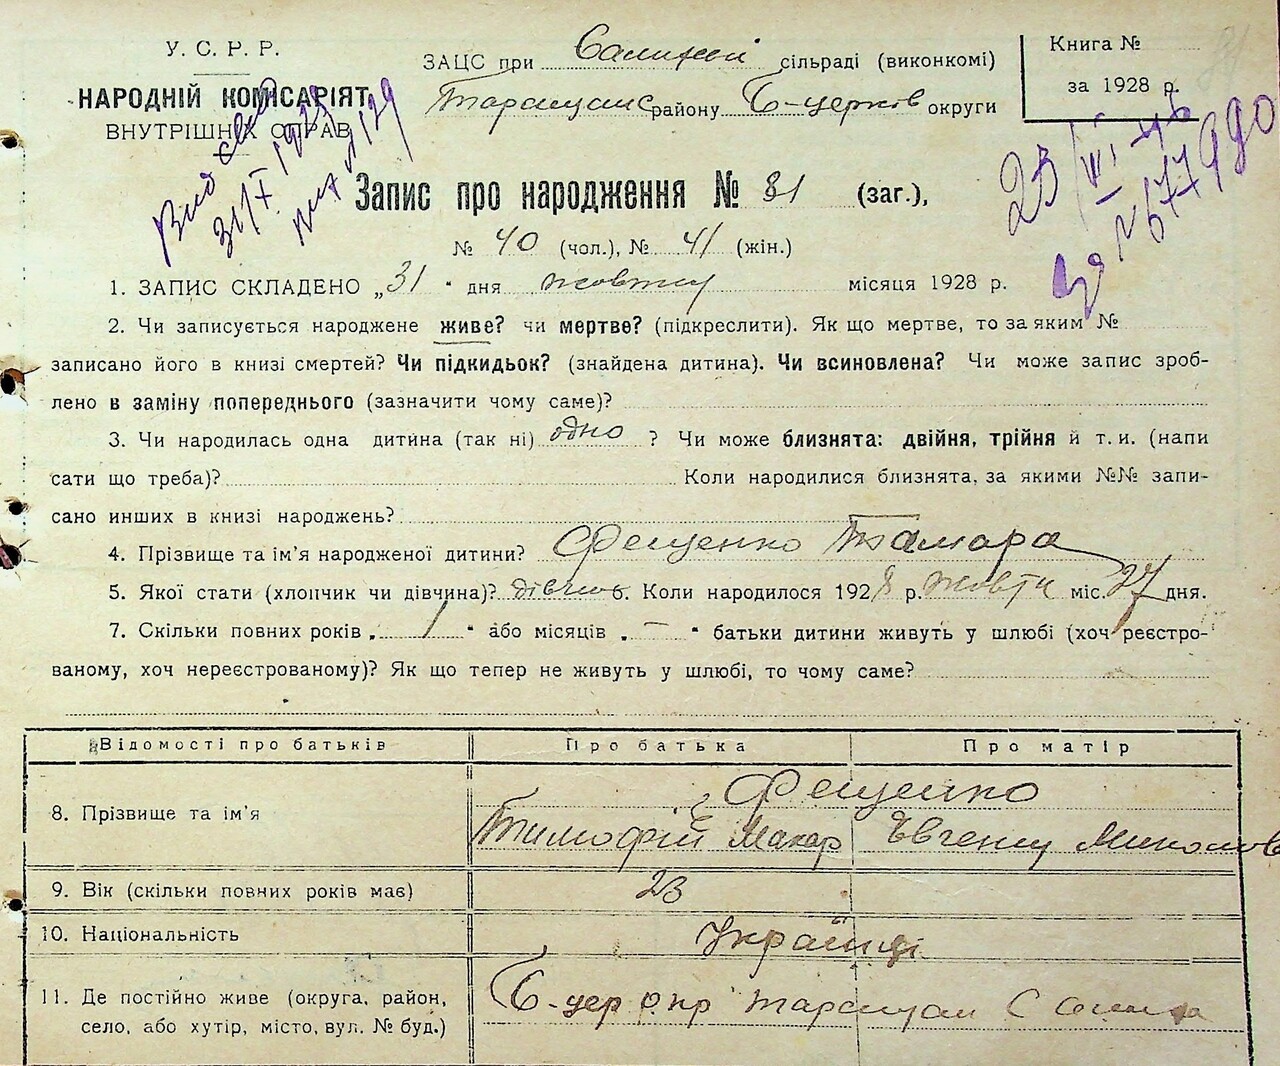 У. С. Р. Р.
НАРОДНІЙ КОМІСАРІЯТ
ВНУТРІШНІХ СПРАВ
ЗАЦС при сільраді (виконкомі)
Таращанс району Б-церків округи
Книга №
за 1928 р.
31/X 1928
Запис про народження № 81 (заг.),
№ 40 (чол.), № 41 (жін.)
1. ЗАПИС СКЛАДЕНО „31 " дня жовтня місяця 1928 р.
2. Чи записується народжене живе? чи мертве? (підкреслити). Як що мертве, то за яким №
записано його в книзі смертей? Чи підкидьок? (знайдена дитина). Чи всиновлена? Чи може запис зроб-
лено в заміну попереднього (зазначити чому саме)?
3. Чи народилась одна дитина (так ні) одно ? Чи може близнята: двійня, трійня й т. и. (напи
сати що треба)? Коли народилися близнята, за якими №№ запи-
сано инших в книзі народжень?
4. Прізвище та ім'я народженої дитини? Фещенко Тамара
5. Якої стати (хлопчик чи дівчина)? дівчин. Коли народилося 1928 р. жовтн міс. 27 дня.
7. Скільки повних років „ 1 " або місяців „ — " батьки дитини живуть у шлюбі (хоч реєстро-
ваному, хоч нереєстрованому)? Як що тепер не живуть у шлюбі, то чому саме?
Відомості про батьків Про батька Про матір
8. Прізвище та ім'я Фещенко
Тимофій Макар Євгенія Миколов
9. Вік (скільки повних років має) 23
10. Національність Українці
11. Де постійно живе (округа, район,
село, або хутір, місто, вул. № буд.) Б-цер окр Таращан С